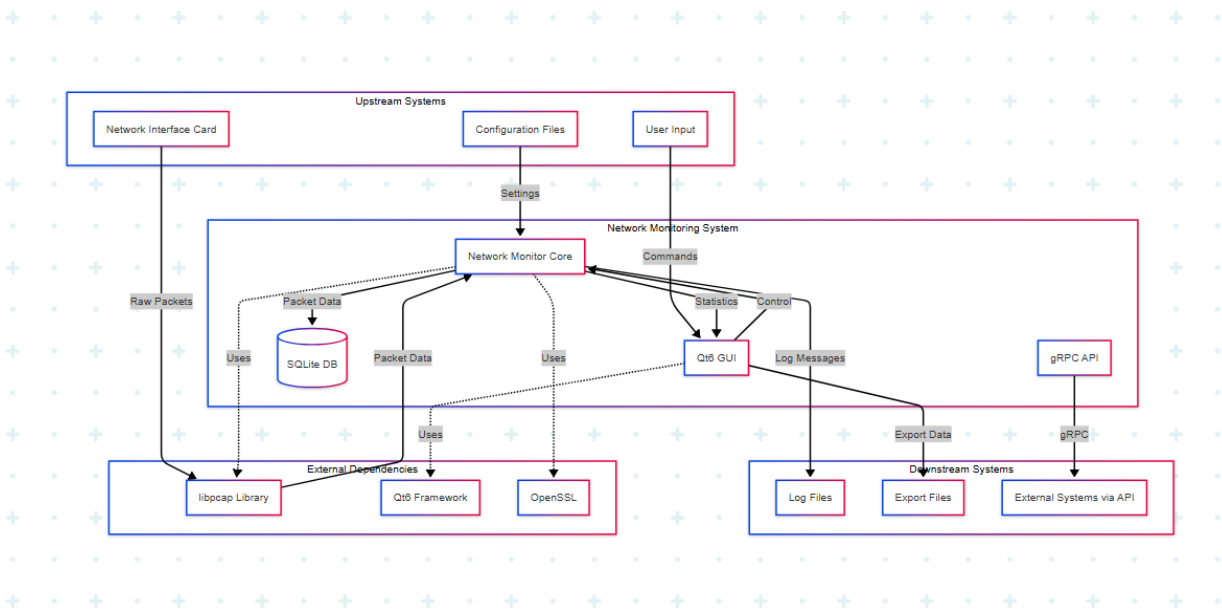 Upstream Systems
Network Interface Card
Configuration Files
User Input
Settings
Network Monitoring System
Network Monitor Core
Commands
Raw Packets
Packet Data
Statistics
Control
Uses
SQLite DB
Packet Data
Uses
Qt6 GUI
Log Messages
gRPC API
Uses
Export Data
gRPC
External Dependencies
Downstream Systems
libpcap Library
Qt6 Framework
OpenSSL
Log Files
Export Files
External Systems via API